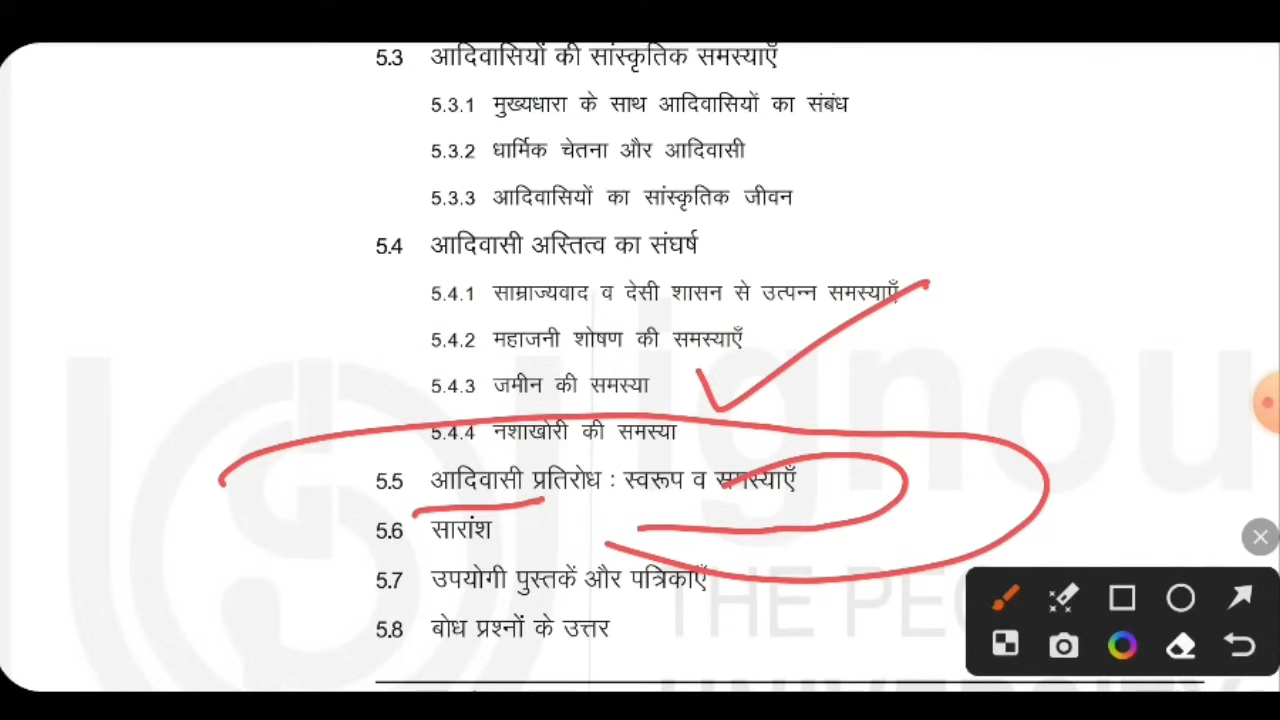 5.3 आदिवासियों की सांस्कृतिक समस्याएँ
5.3.1 मुख्यधारा के साथ आदिवासियों का संबंध
5.3.2 धार्मिक चेतना और आदिवासी
5.3.3 आदिवासियों का सांस्कृतिक जीवन
5.4 आदिवासी अस्तित्व का संघर्ष
5.4.1 साम्राज्यवाद व देसी शासन से उत्पन्न समस्याएँ
5.4.2 महाजनी शोषण की समस्याएँ
5.4.3 जमीन की समस्या
5.4.4 नशाखोरी की समस्या
5.5 आदिवासी प्रतिरोध : स्वरूप व समस्याएँ
5.6 सारांश
5.7 उपयोगी पुस्तकें और पत्रिकाएँ
5.8 बोध प्रश्नों के उत्तर
ignou
THE PE